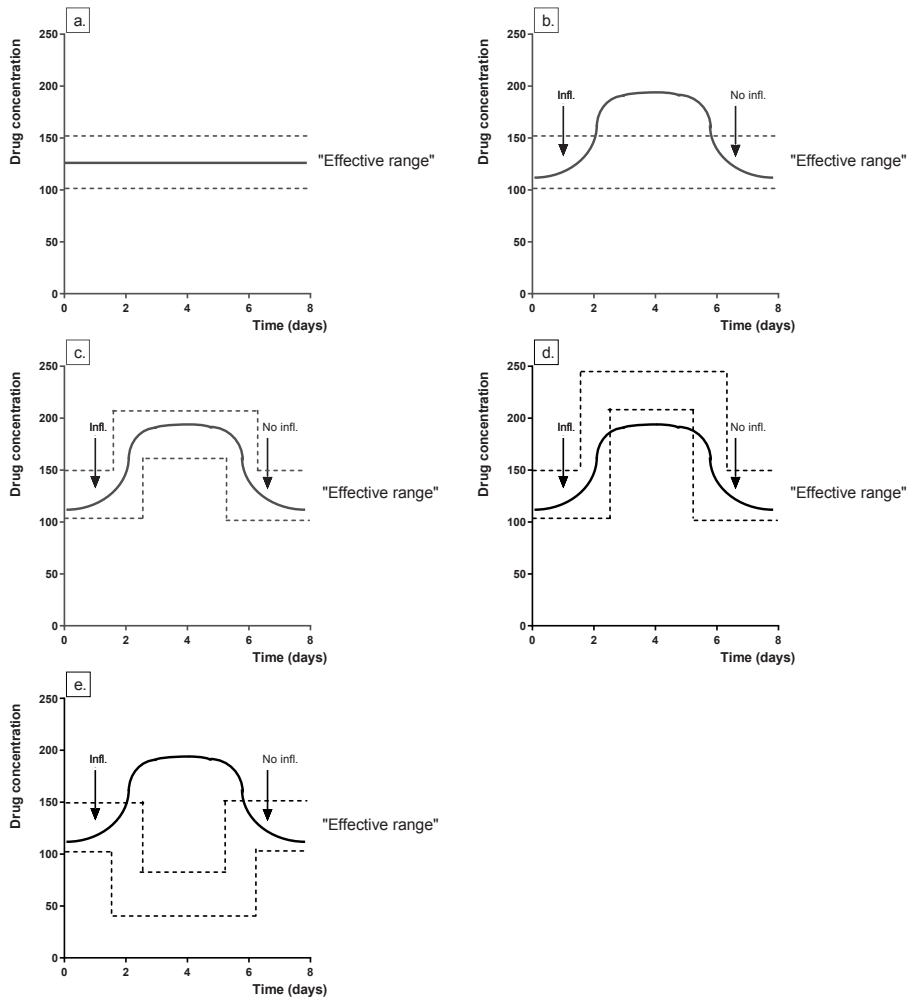 a.
Drug concentration
250
200
150
100
50
0
0 2 4 6 8
Time (days)
"Effective range"
b.
Drug concentration
250
200
150
100
50
0
0 2 4 6 8
Time (days)
Infl.
No infl.
"Effective range"
c.
Drug concentration
250
200
150
100
50
0
0 2 4 6 8
Time (days)
Infl.
No infl.
"Effective range"
d.
Drug concentration
250
200
150
100
50
0
0 2 4 6 8
Time (days)
Infl.
No infl.
"Effective range"
e.
Drug concentration
250
200
150
100
50
0
0 2 4 6 8
Time (days)
Infl.
No infl.
"Effective range"